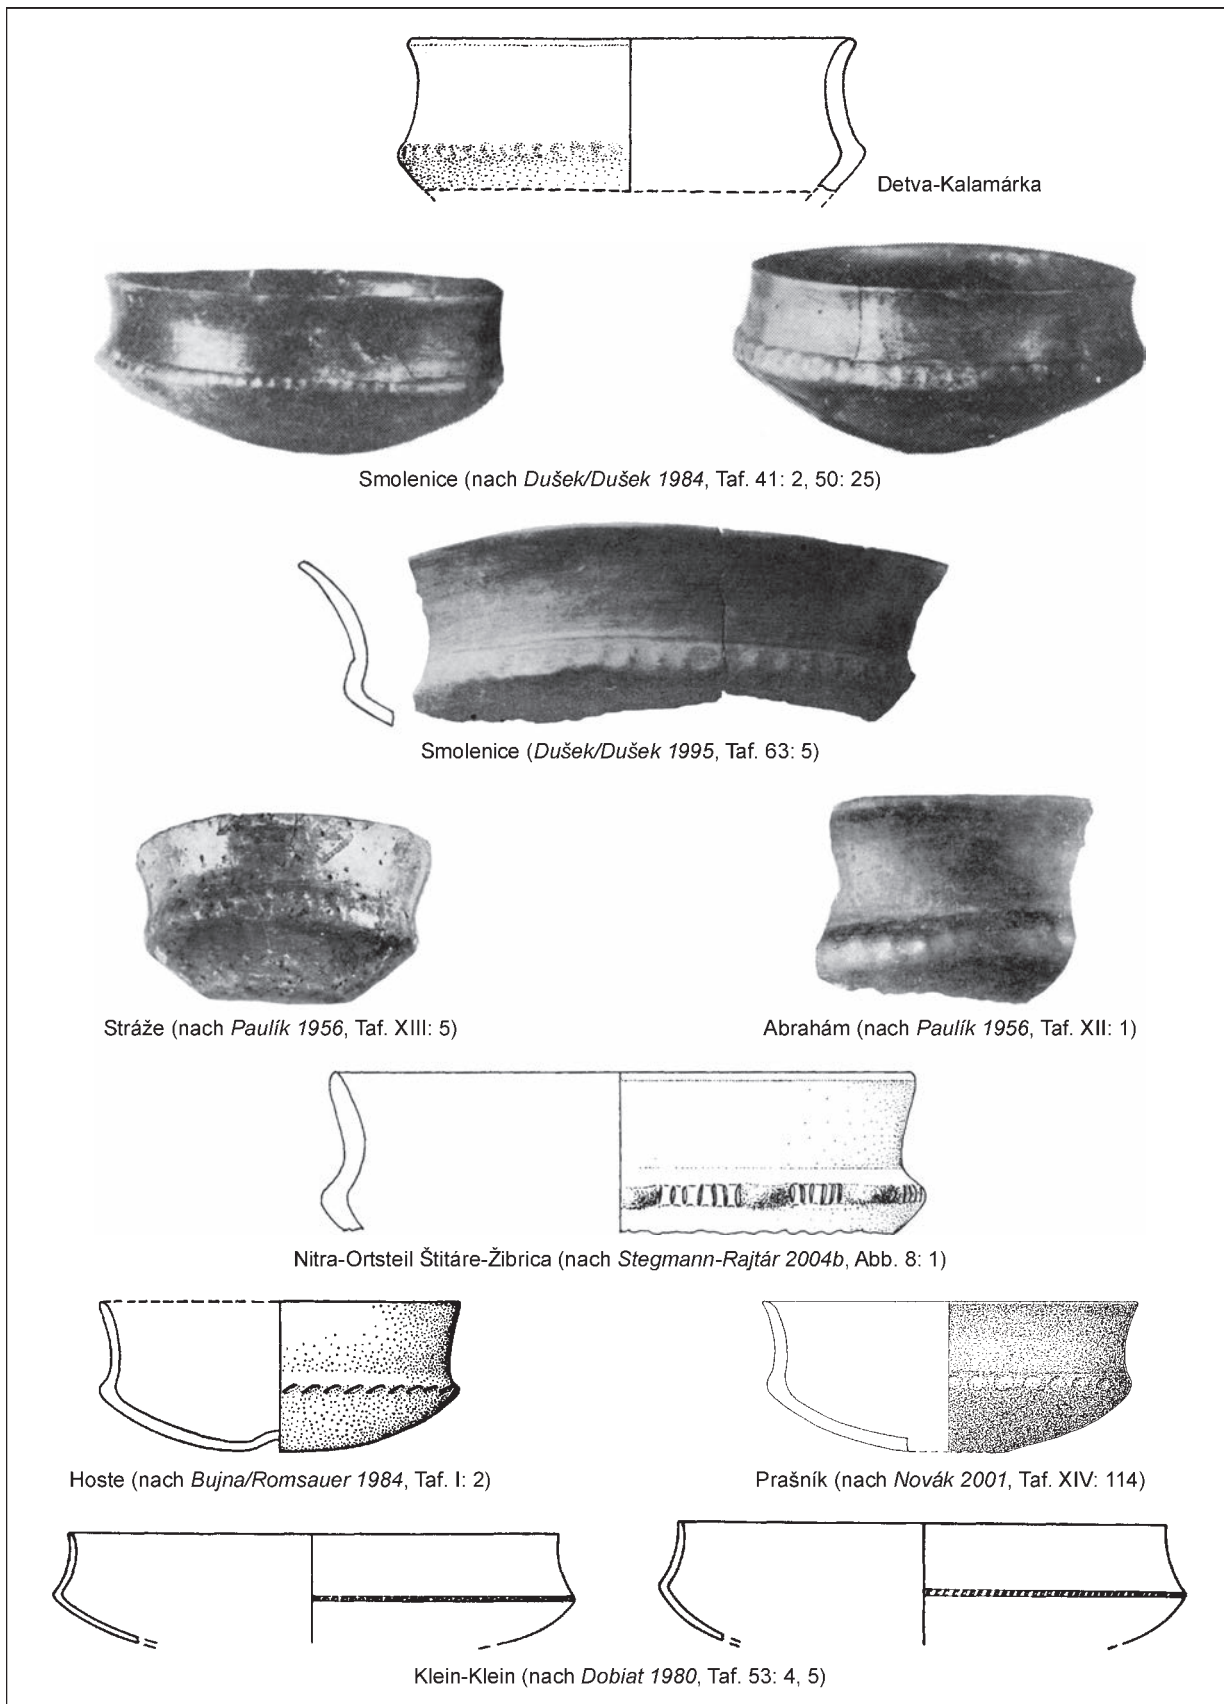 Detva-Kalamárka
Smolenice (nach Dušek/Dušek 1984, Taf. 41: 2, 50: 25)
Smolenice (Dušek/Dušek 1995, Taf. 63: 5)
Stráže (nach Paulík 1956, Taf. XIII: 5)
Abrahám (nach Paulík 1956, Taf. XII: 1)
Nitra-Ortsteil Štitáre-Žibrica (nach Stegmann-Rajtár 2004b, Abb. 8: 1)
Hoste (nach Bujna/Romsauer 1984, Taf. I: 2)
Prašník (nach Novák 2001, Taf. XIV: 114)
Klein-Klein (nach Dobiat 1980, Taf. 53: 4, 5)